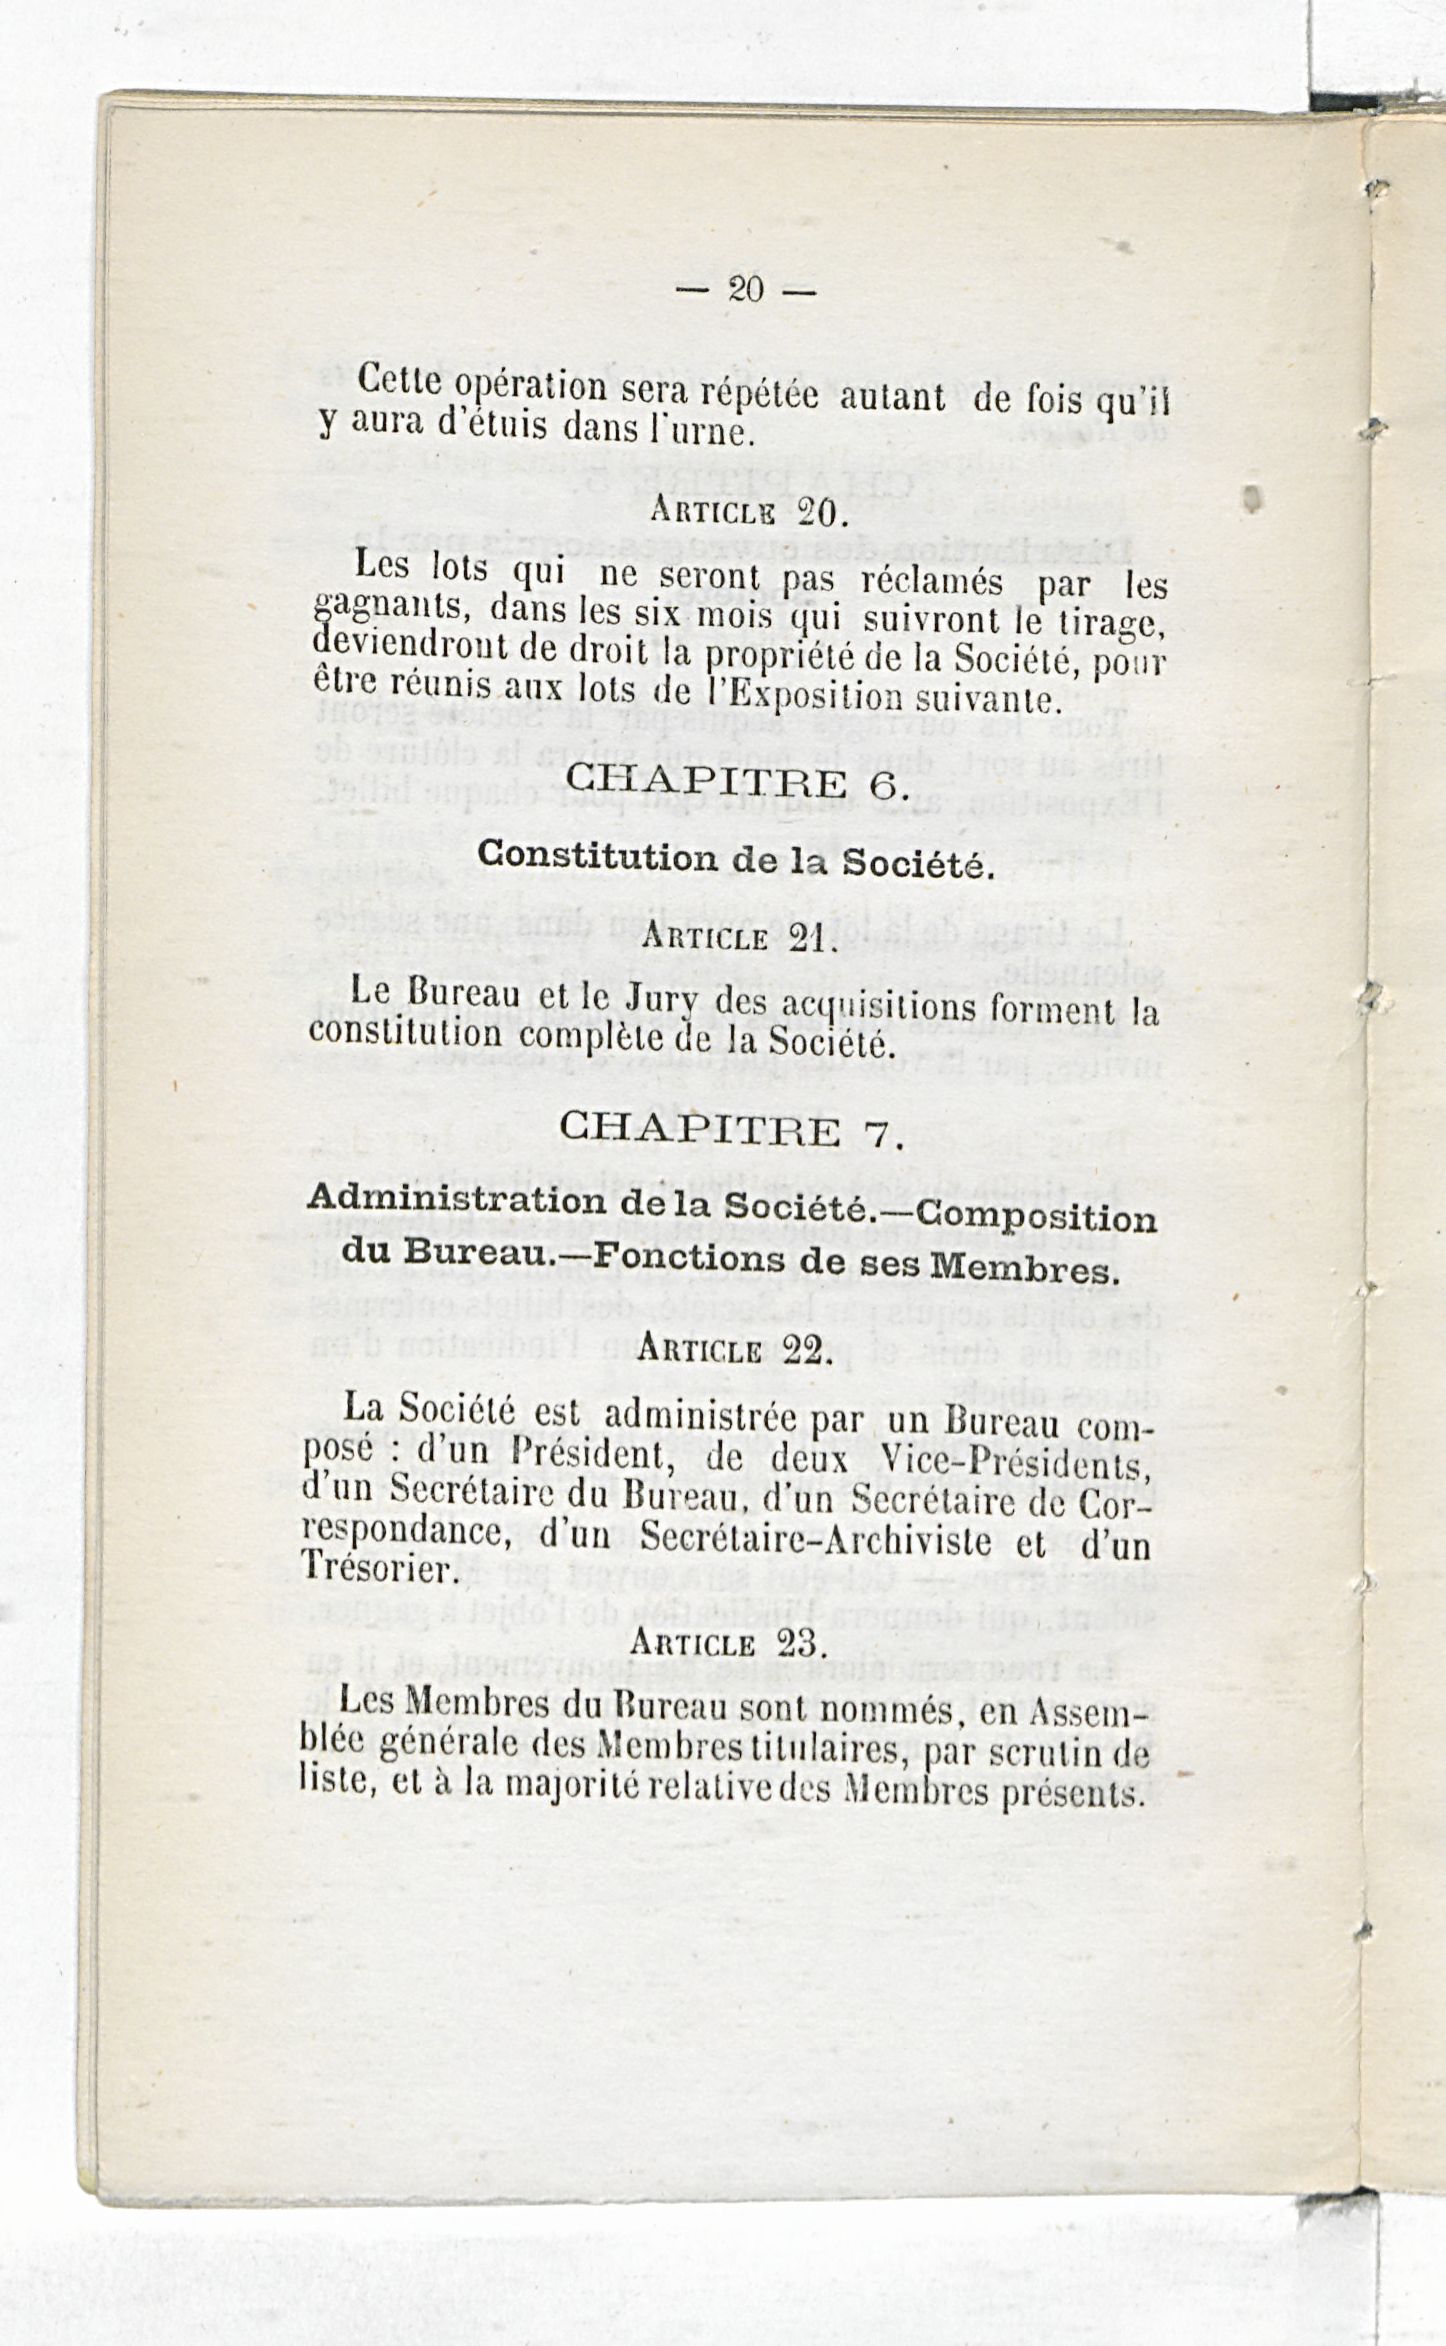 — 20 —
Cette opération sera répétée autant de fois qu'il
y aura d'étuis dans l'urne.
ARTICLE 20.
Les lots qui ne seront pas réclamés par les
gagnants, dans les six mois qui suivront le tirage,
deviendront de droit la propriété de la Société, pour
être réunis aux lots de l'Exposition suivante.
CHAPITRE 6.
Constitution de la Société.
ARTICLE 21.
Le Bureau et le Jury des acquisitions forment la
constitution complète de la Société.
CHAPITRE 7.
Administration de la Société.—Composition
du Bureau.—Fonctions de ses Membres.
ARTICLE 22.
La Société est administrée par un Bureau com-
posé : d'un Président, de deux Vice-Présidents,
d'un Secrétaire du Bureau, d'un Secrétaire de Cor-
respondance, d'un Secrétaire-Archiviste et d'un
Trésorier.
ARTICLE 23.
Les Membres du Bureau sont nommés, en Assem-
blée générale des Membres titulaires, par scrutin de
liste, et à la majorité relative des Membres présents.